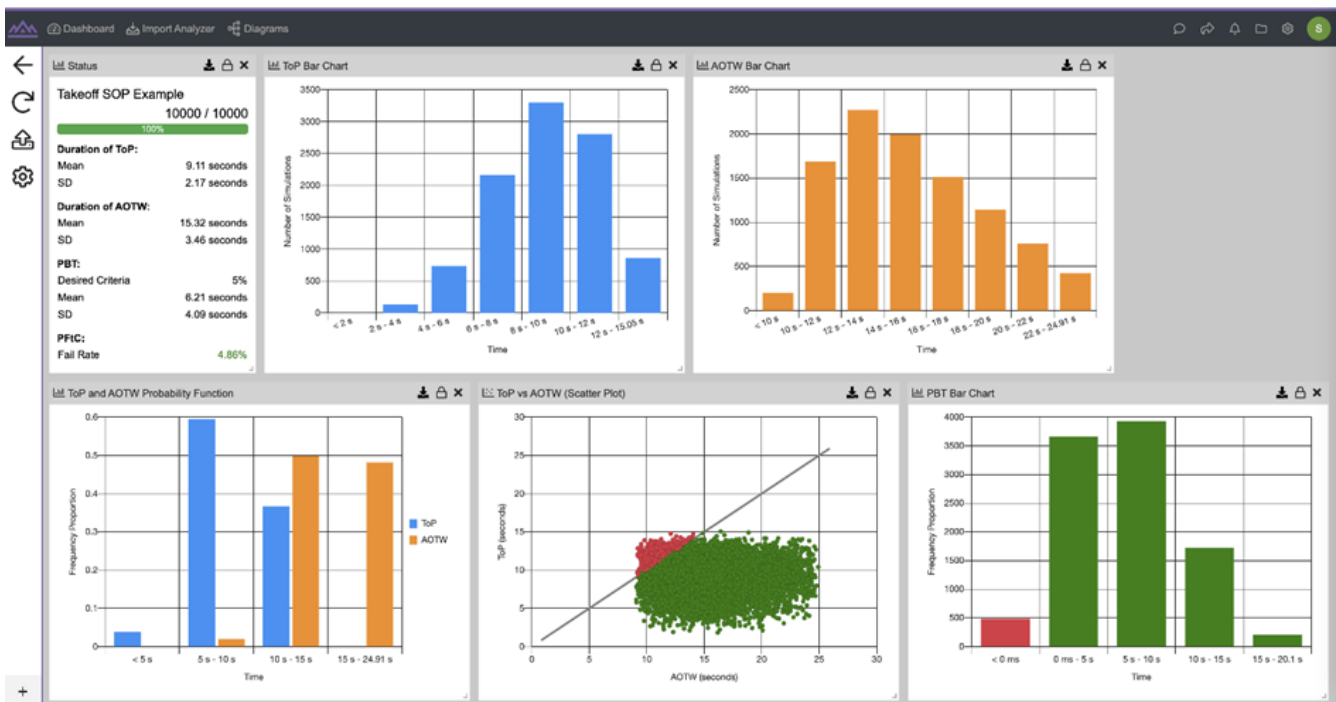 Dashboard Import Analyzer Diagrams
S
Status
Takeoff SOP Example
10000 / 10000
100%
Duration of ToP:
Mean 9.11 seconds
SD 2.17 seconds
Duration of AOTW:
Mean 15.32 seconds
SD 3.46 seconds
PBT:
Desired Criteria 5%
Mean 6.21 seconds
SD 4.09 seconds
PFtC:
Fail Rate 4.86%
ToP Bar Chart
Number of Simulations
3500
3000
2500
2000
1500
1000
500
0
< 2 s 2 s - 4 s 4 s - 6 s 6 s - 8 s 8 s - 10 s 10 s - 12 s 12 s - 15.05 s
Time
AOTW Bar Chart
Number of Simulations
2500
2000
1500
1000
500
0
< 10 s 10 s - 12 s 12 s - 14 s 14 s - 16 s 16 s - 18 s 18 s - 20 s 20 s - 22 s 22 s - 24.91 s
Time
ToP and AOTW Probability Function
Frequency Proportion
0.6
0.5
0.4
0.3
0.2
0.1
0
< 5 s 5 s - 10 s 10 s - 15 s 15 s - 24.91 s
Time
ToP
AOTW
ToP vs AOTW (Scatter Plot)
ToP (seconds)
30
25
20
15
10
5
0
0 5 10 15 20 25 30
AOTW (seconds)
PBT Bar Chart
Frequency Proportion
4000
3500
3000
2500
2000
1500
1000
500
0
< 0 ms 0 ms - 5 s 5 s - 10 s 10 s - 15 s 15 s - 20.1 s
Time